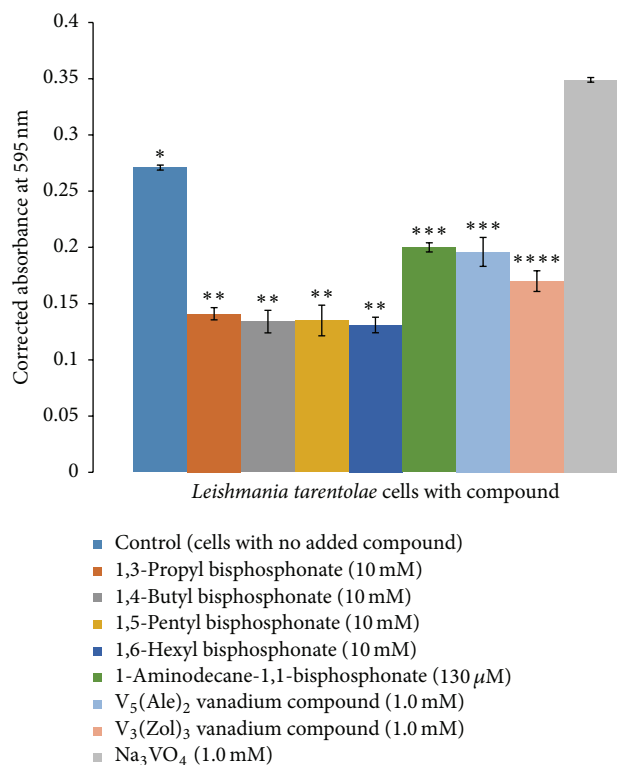 0.4
0.35
0.3
0.25
0.2
0.15
0.1
0.05
0
Corrected absorbance at 595 nm
*
**
**
**
**
***
***
****
Leishmania tarentolae cells with compound
Control (cells with no added compound)
1,3-Propyl bisphosphonate (10 mM)
1,4-Butyl bisphosphonate (10 mM)
1,5-Pentyl bisphosphonate (10 mM)
1,6-Hexyl bisphosphonate (10 mM)
1-Aminodecane-1,1-bisphosphonate (130 μM)
V₅(Ale)₂ vanadium compound (1.0 mM)
V₃(Zol)₃ vanadium compound (1.0 mM)
Na₃VO₄ (1.0 mM)